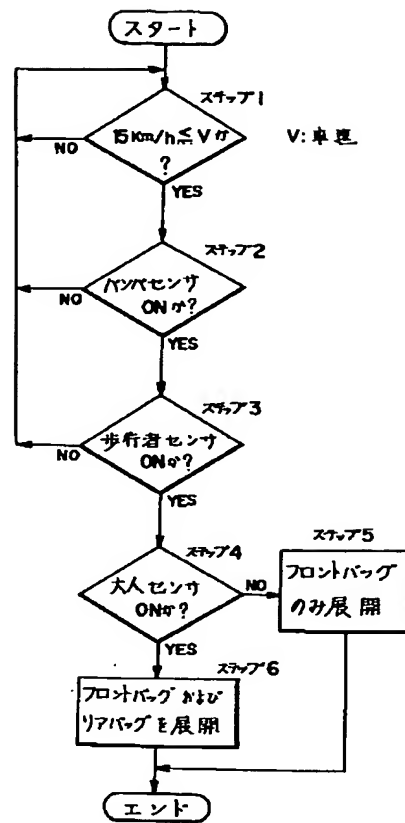 スタート
ステップ1
15Km/h≦Vか
?
V:車速
NO
YES
ステップ2
バンパセンサ
ONか?
NO
YES
ステップ3
歩行者センサ
ONか?
NO
YES
ステップ4
大人センサ
ONか?
NO
YES
ステップ5
フロントバッグ
のみ展開
ステップ6
フロントバッグおよび
リアバッグを展開
エンド